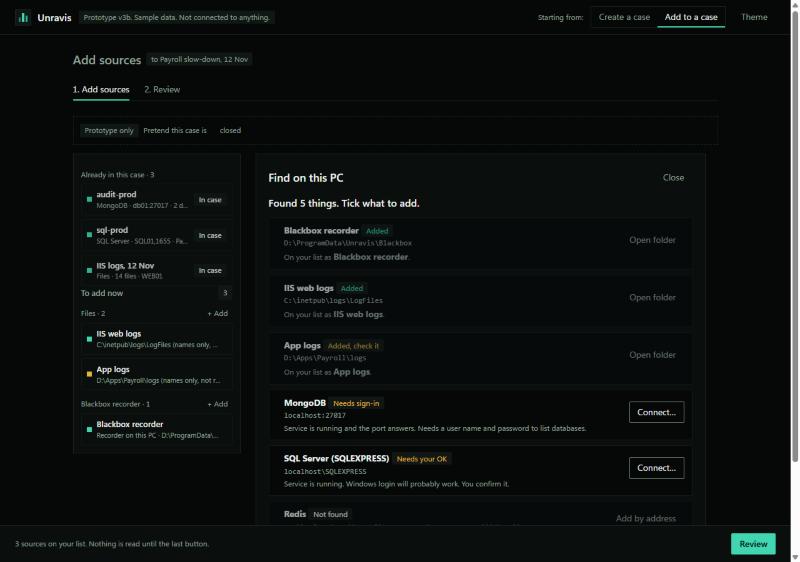 Unravis
Prototype v3b. Sample data. Not connected to anything.
Starting from:
Create a case
Add to a case
Theme
Add sources
to Payroll slow-down, 12 Nov
1. Add sources
2. Review
Prototype only
Pretend this case is
closed
Already in this case · 3
audit-prod
MongoDB · db01:27017 · 2 d...
In case
sql-prod
SQL Server · SQL01,1655 · Pa...
In case
IIS logs, 12 Nov
Files · 14 files · WEB01
In case
To add now
3
Files · 2
+ Add
IIS web logs
C:\inetpub\logs\LogFiles (names only, ...
App logs
D:\Apps\Payroll\logs (names only, not r...
Blackbox recorder · 1
+ Add
Blackbox recorder
Recorder on this PC · D:\ProgramData\...
Find on this PC
Close
Found 5 things. Tick what to add.
Blackbox recorder
Added
D:\ProgramData\Unravis\Blackbox
On your list as Blackbox recorder.
Open folder
IIS web logs
Added
C:\inetpub\logs\LogFiles
On your list as IIS web logs.
Open folder
App logs
Added, check it
D:\Apps\Payroll\logs
On your list as App logs.
Open folder
MongoDB
Needs sign-in
localhost:27017
Service is running and the port answers. Needs a user name and password to list databases.
Connect...
SQL Server (SQLEXPRESS)
Needs your OK
localhost\SQLEXPRESS
Service is running. Windows login will probably work. You confirm it.
Connect...
Redis
Not found
Add by address
3 sources on your list. Nothing is read until the last button.
Review